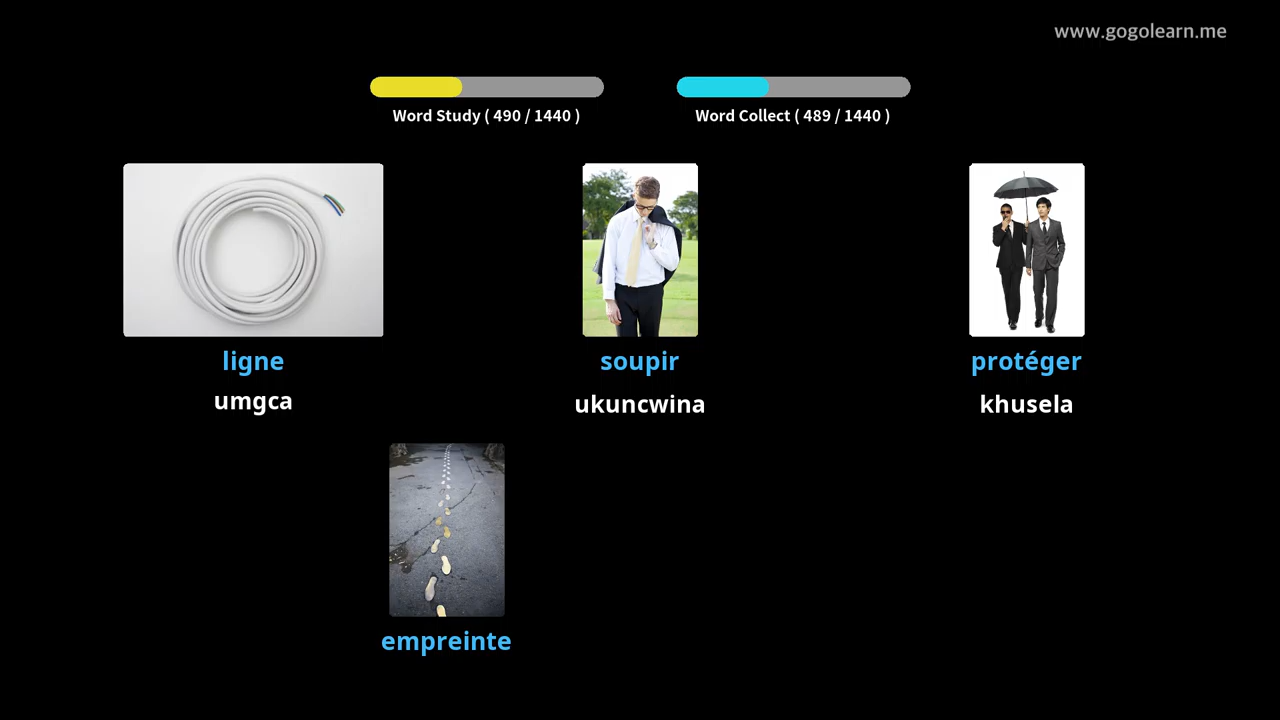 www.gogolearn.me
Word Study ( 490 / 1440 )
Word Collect ( 489 / 1440 )
ligne
umgca
soupir
ukuncwina
protéger
khusela
empreinte